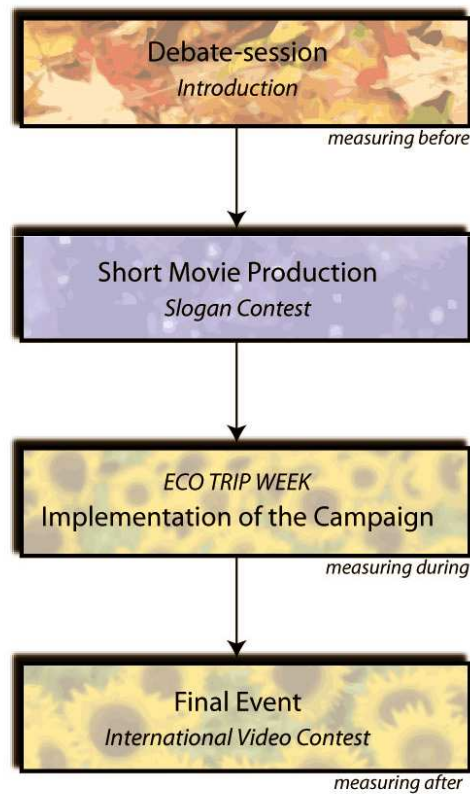 Debate-session
Introduction
measuring before
Short Movie Production
Slogan Contest
ECO TRIP WEEK
Implementation of the Campaign
measuring during
Final Event
International Video Contest
measuring after